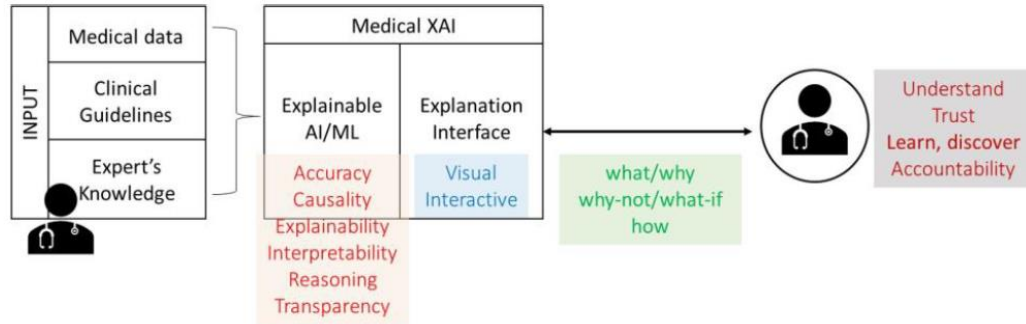 INPUT
Medical data
Clinical
Guidelines
Expert's
Knowledge
Medical XAI
Explainable
AI/ML
Accuracy
Causality
Explainability
Interpretability
Reasoning
Transparency
Explanation
Interface
Visual
Interactive
what/why
why-not/what-if
how
Understand
Trust
Learn, discover
Accountability